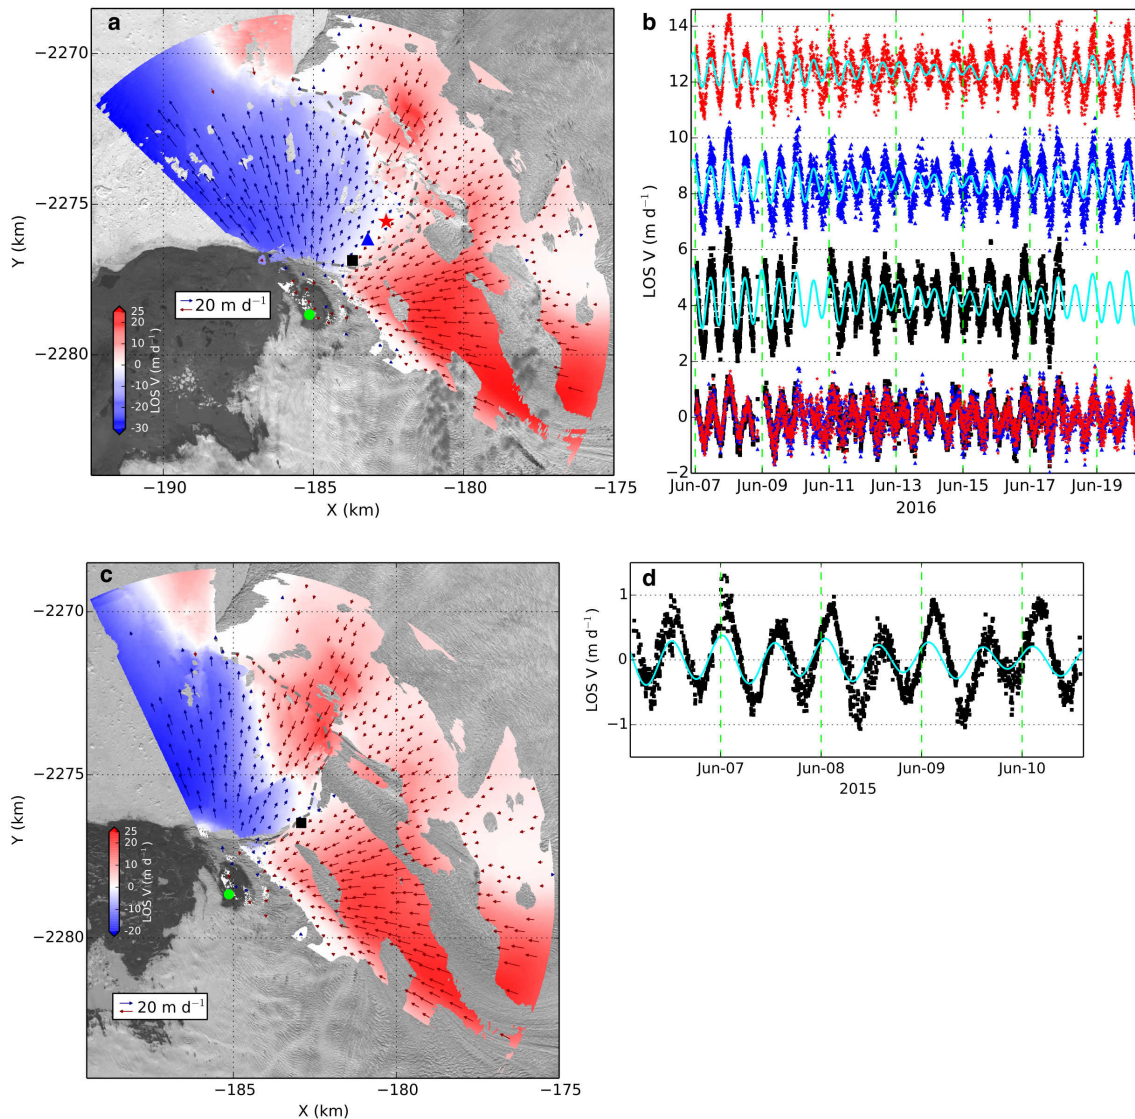 a
−2270
−2275
−2280
Y (km)
−190
−185
−180
−175
X (km)
20 m d⁻¹
25
20
10
0
-10
-20
-30
LOS V (m d⁻¹)
b
14
12
10
8
6
4
2
0
−2
LOS V (m d⁻¹)
Jun-07
Jun-09
Jun-11
Jun-13
Jun-15
Jun-17
Jun-19
2016
c
−2270
−2275
−2280
Y (km)
−185
−180
−175
X (km)
25
20
10
0
-10
-20
LOS V (m d⁻¹)
20 m d⁻¹
d
1
0
−1
LOS V (m d⁻¹)
Jun-07
Jun-08
Jun-09
Jun-10
2015